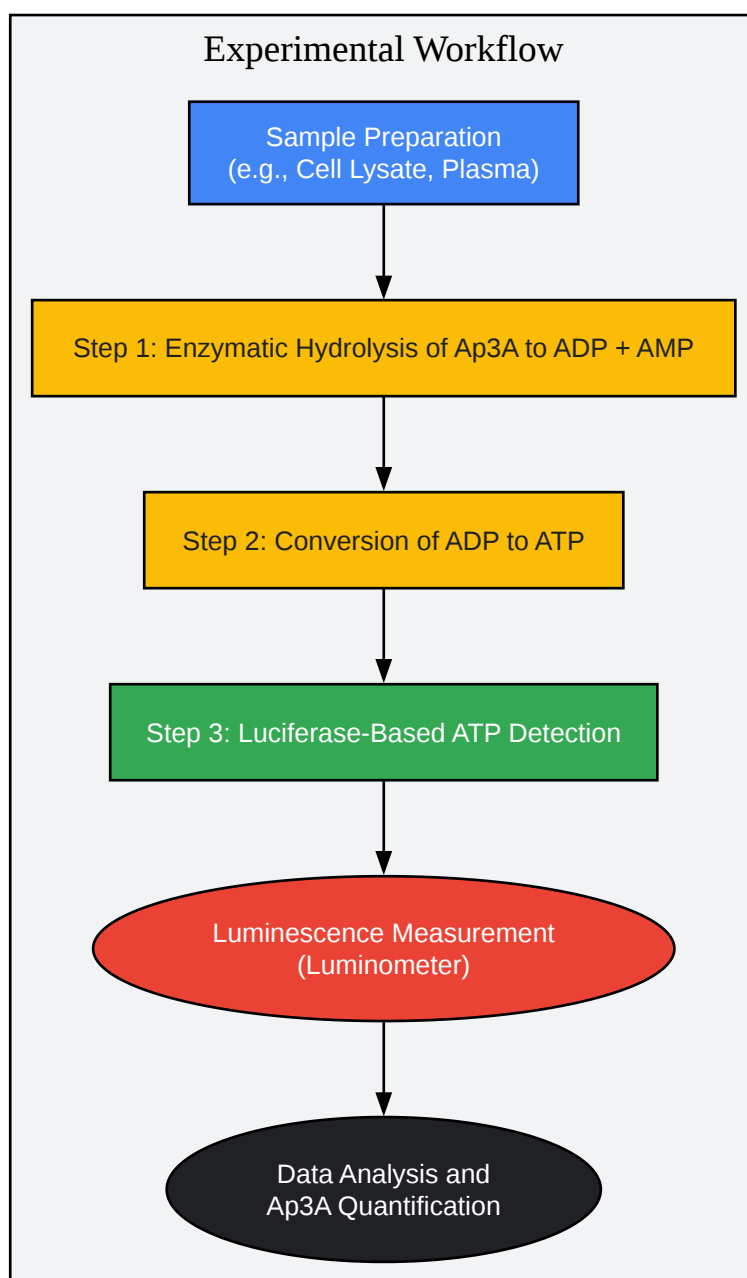 Experimental Workflow
Sample Preparation
(e.g., Cell Lysate, Plasma)
Step 1: Enzymatic Hydrolysis of Ap3A to ADP + AMP
Step 2: Conversion of ADP to ATP
Step 3: Luciferase-Based ATP Detection
Luminescence Measurement
(Luminometer)
Data Analysis and
Ap3A Quantification